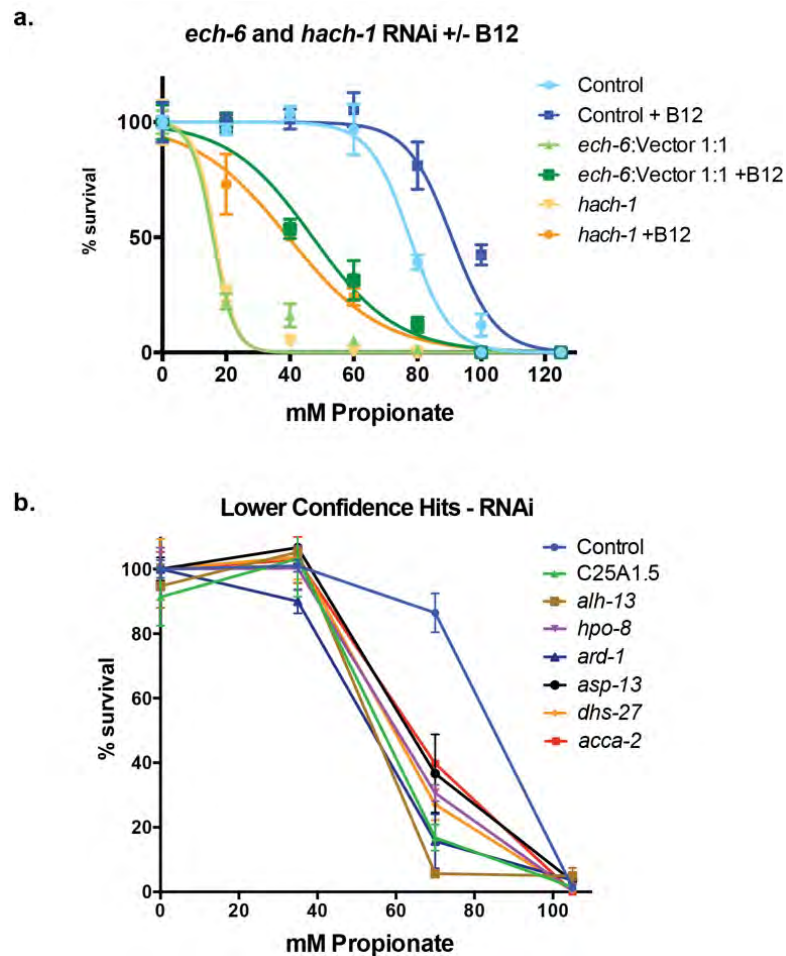 a.
ech-6 and hach-1 RNAi +/- B12
% survival
100
50
0
0 20 40 60 80 100 120
mM Propionate
Control
Control + B12
ech-6:Vector 1:1
ech-6:Vector 1:1 +B12
hach-1
hach-1 +B12
b.
Lower Confidence Hits - RNAi
% survival
100
80
60
40
20
0
0 20 40 60 80 100
mM Propionate
Control
C25A1.5
alh-13
hpo-8
ard-1
asp-13
dhs-27
acca-2